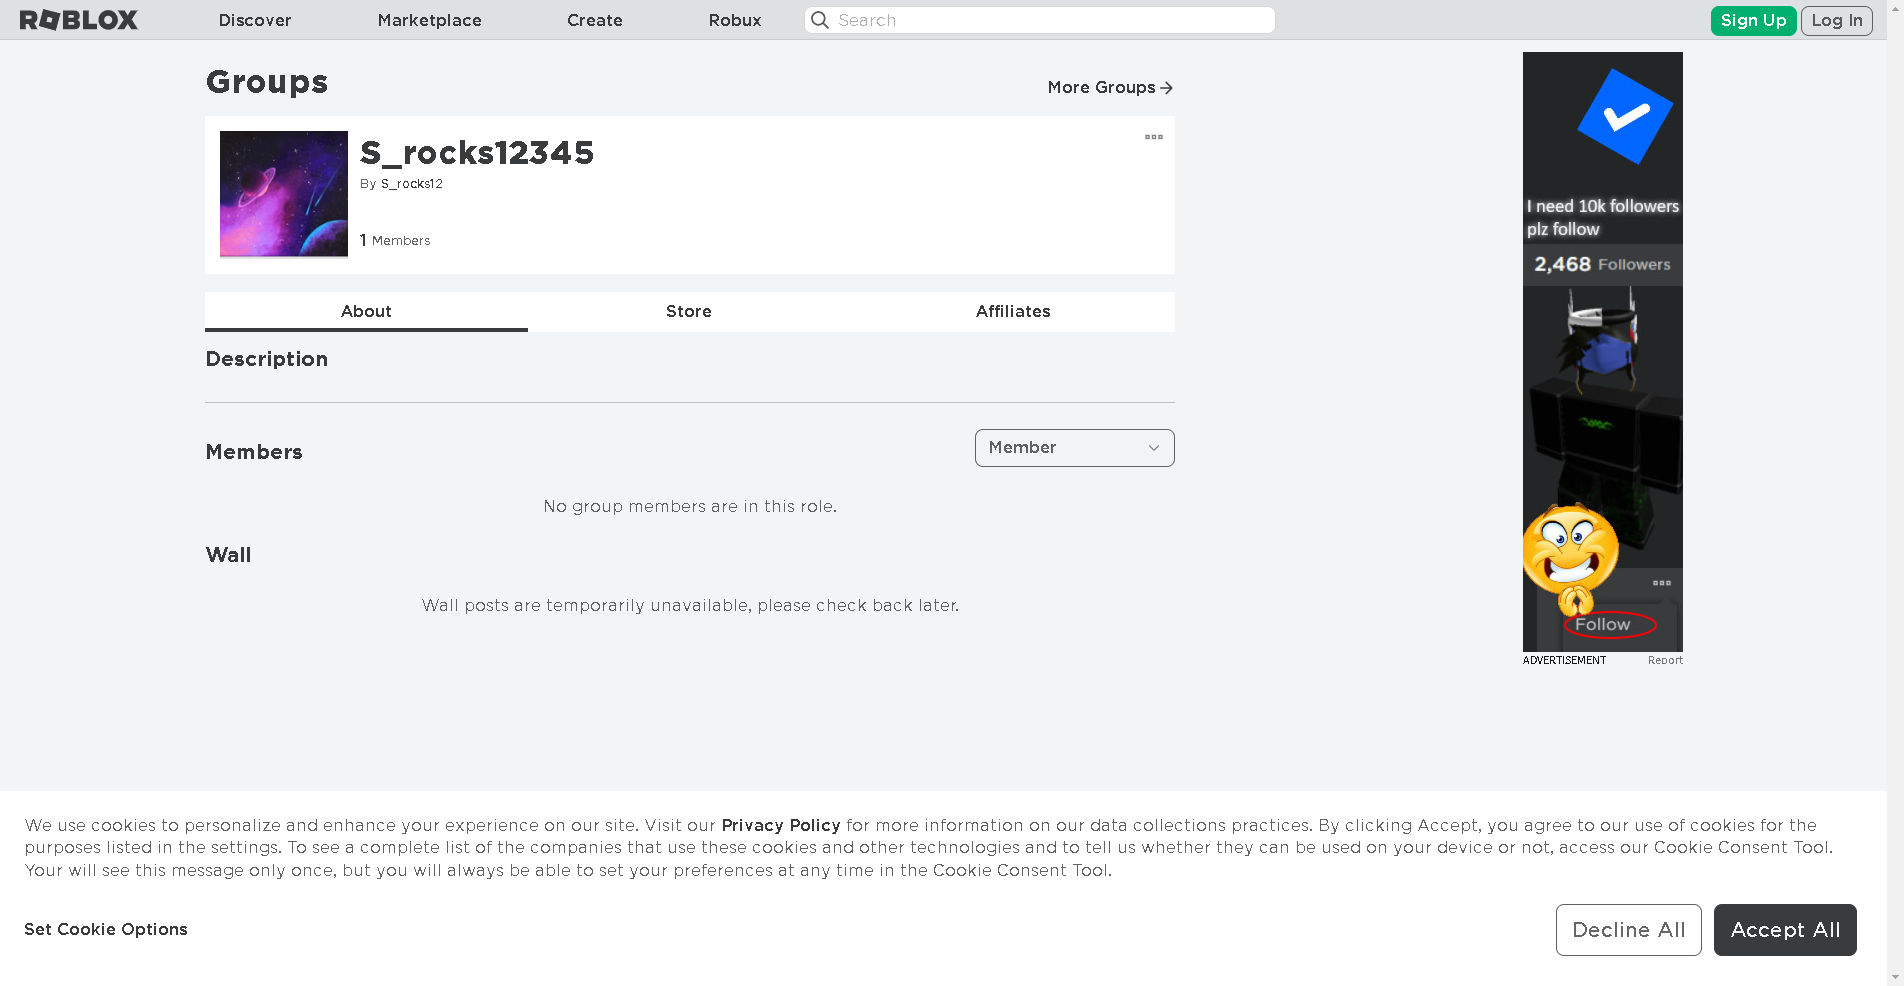 ROBLOX Discover Marketplace Create Robux Search Sign Up Log In
Groups
More Groups
S_rocks12345
By S_rocks12
1 Members
About Store Affiliates
Description
Members
Member
No group members are in this role.
Wall
Wall posts are temporarily unavailable, please check back later.
I need 10k followers
plz follow
2,468 Followers
Follow
ADVERTISEMENT Report
We use cookies to personalize and enhance your experience on our site. Visit our Privacy Policy for more information on our data collections practices. By clicking Accept, you agree to our use of cookies for the
purposes listed in the settings. To see a complete list of the companies that use these cookies and other technologies and to tell us whether they can be used on your device or not, access our Cookie Consent Tool.
Your will see this message only once, but you will always be able to set your preferences at any time in the Cookie Consent Tool.
Set Cookie Options
Decline All
Accept All